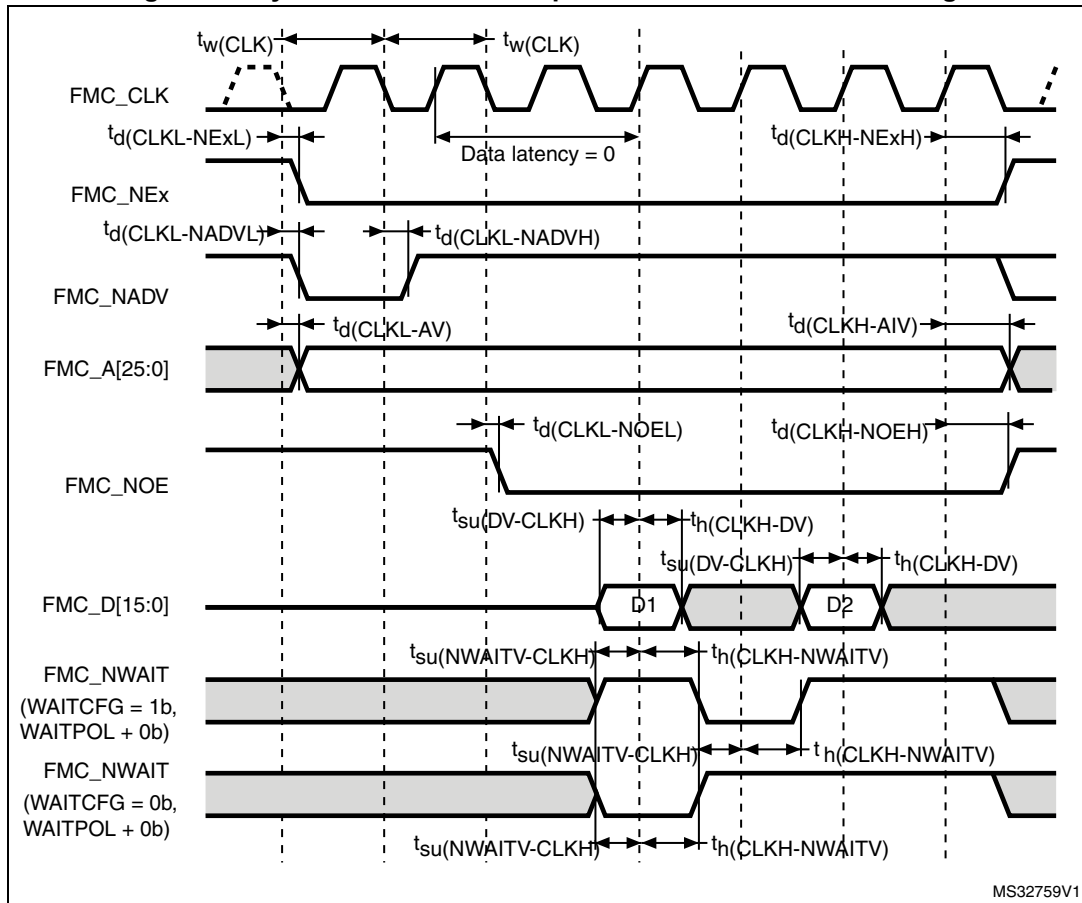 tw(CLK) tw(CLK)
FMC_CLK
td(CLKL-NExL) Data latency = 0 td(CLKH-NExH)
FMC_NEx
td(CLKL-NADVL) td(CLKL-NADVH)
FMC_NADV
td(CLKL-AV) td(CLKH-AIV)
FMC_A[25:0]
td(CLKL-NOEL) td(CLKH-NOEH)
FMC_NOE
tsu(DV-CLKH) th(CLKH-DV)
tsu(DV-CLKH) th(CLKH-DV)
FMC_D[15:0] D1 D2
tsu(NWAITV-CLKH) th(CLKH-NWAITV)
FMC_NWAIT
(WAITCFG = 1b,
WAITPOL + 0b)
tsu(NWAITV-CLKH) th(CLKH-NWAITV)
FMC_NWAIT
(WAITCFG = 0b,
WAITPOL + 0b)
tsu(NWAITV-CLKH) th(CLKH-NWAITV)
MS32759V1